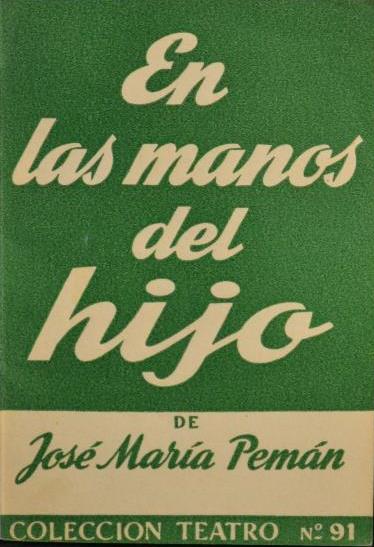 En
las manos
del
hijo
DE
José María Pemán
COLECCION TEATRO Nº 91